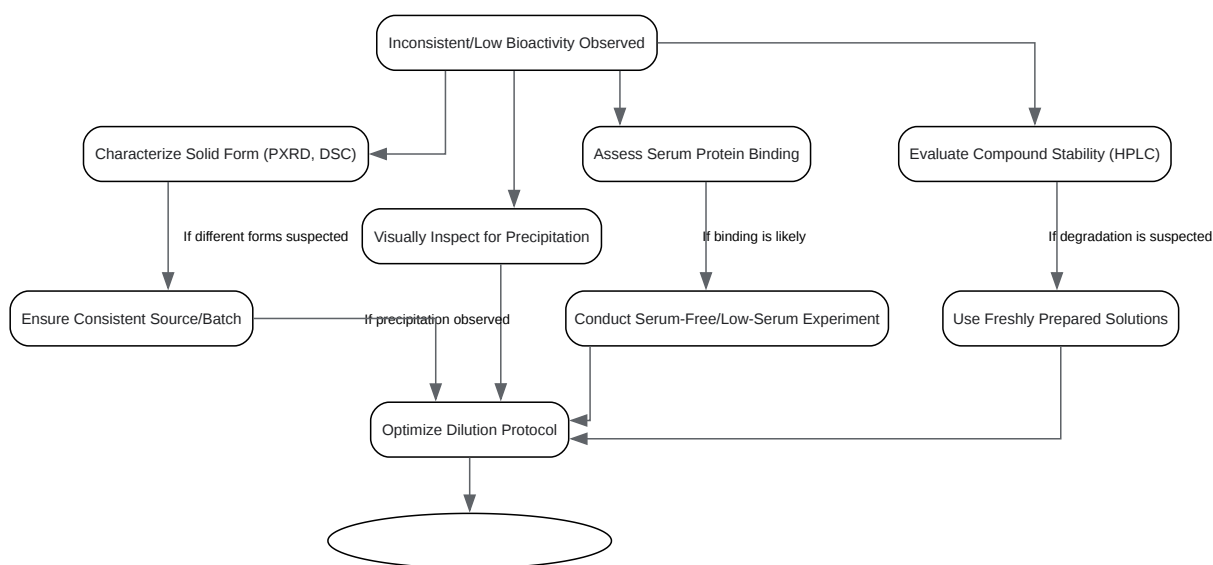 Inconsistent/Low Bioactivity Observed
Characterize Solid Form (PXRD, DSC)
Assess Serum Protein Binding
Evaluate Compound Stability (HPLC)
Visually Inspect for Precipitation
If different forms suspected
If binding is likely
If degradation is suspected
Ensure Consistent Source/Batch
If precipitation observed
Conduct Serum-Free/Low-Serum Experiment
Use Freshly Prepared Solutions
Optimize Dilution Protocol